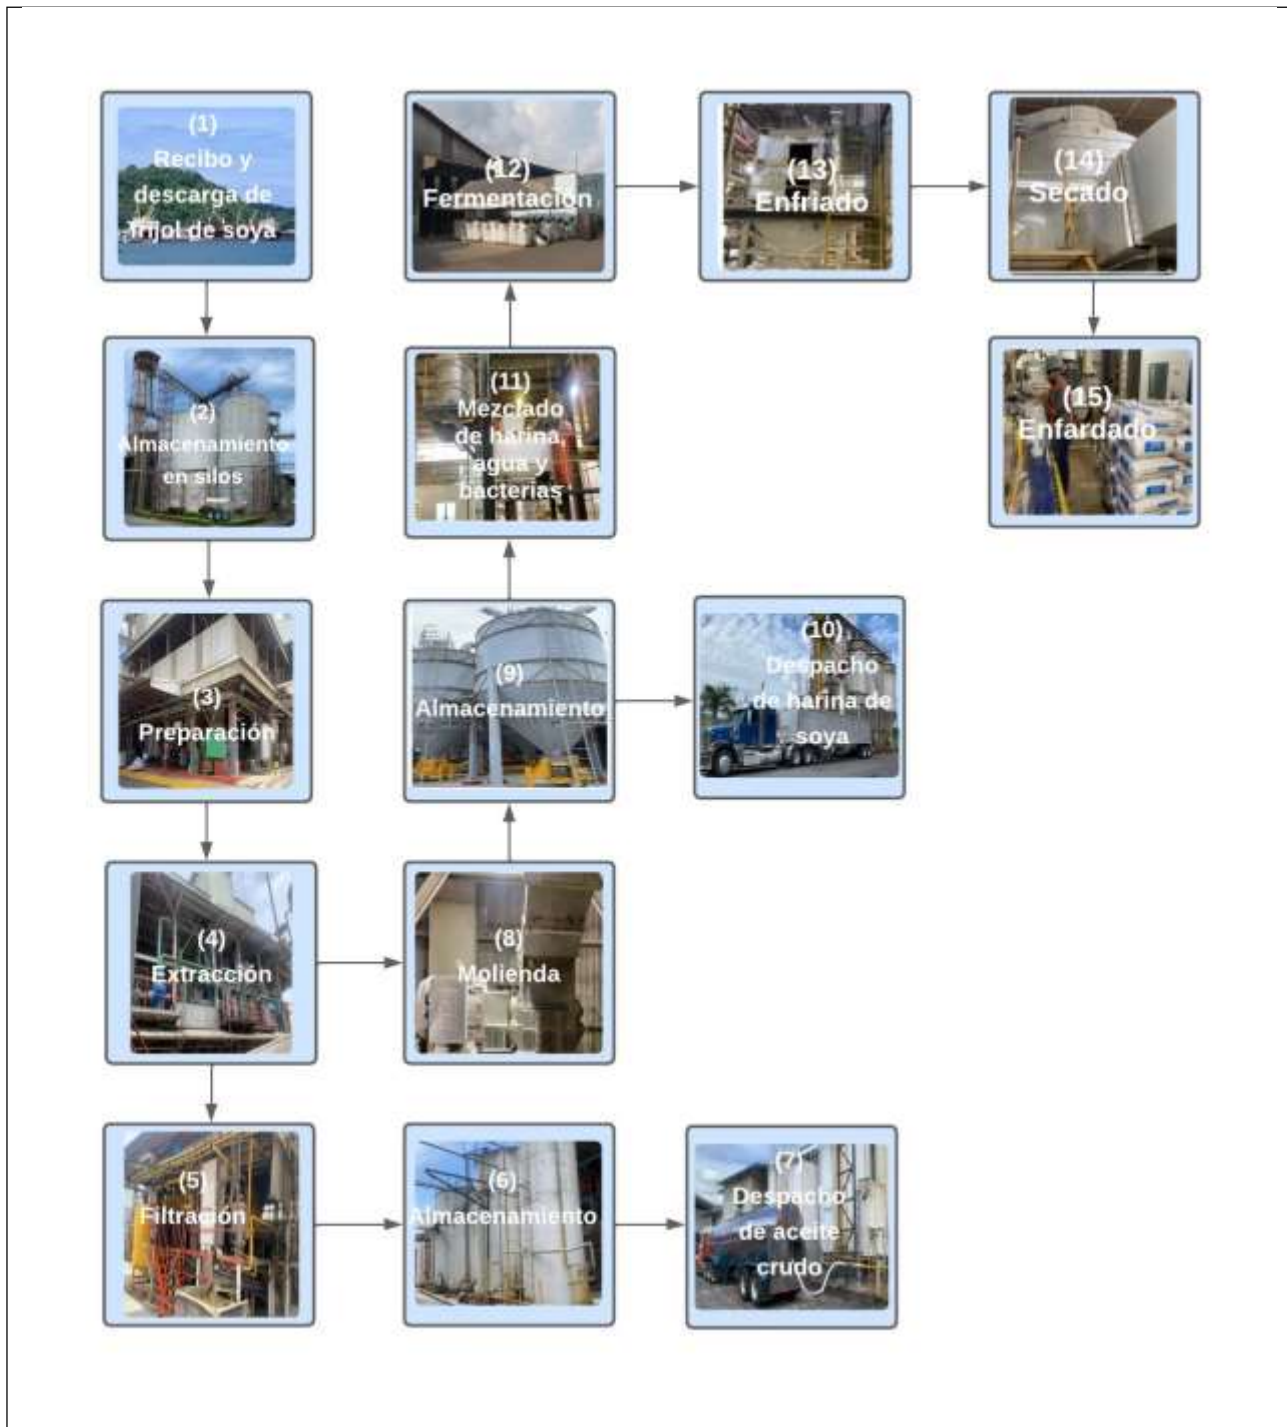 (1)
Recibo y
descarga de
frijol de soya
(2)
Almacenamiento
en silos
(3)
Preparación
(4)
Extracción
(5)
Filtración
(6)
Almacenamiento
(7)
Despacho
de aceite
crudo
(8)
Molienda
(9)
Almacenamiento
(10)
Despacho
de harina de
soya
(11)
Mezclado
de harina,
agua y
bacterias
(12)
Fermentación
(13)
Enfriado
(14)
Secado
(15)
Enfardado